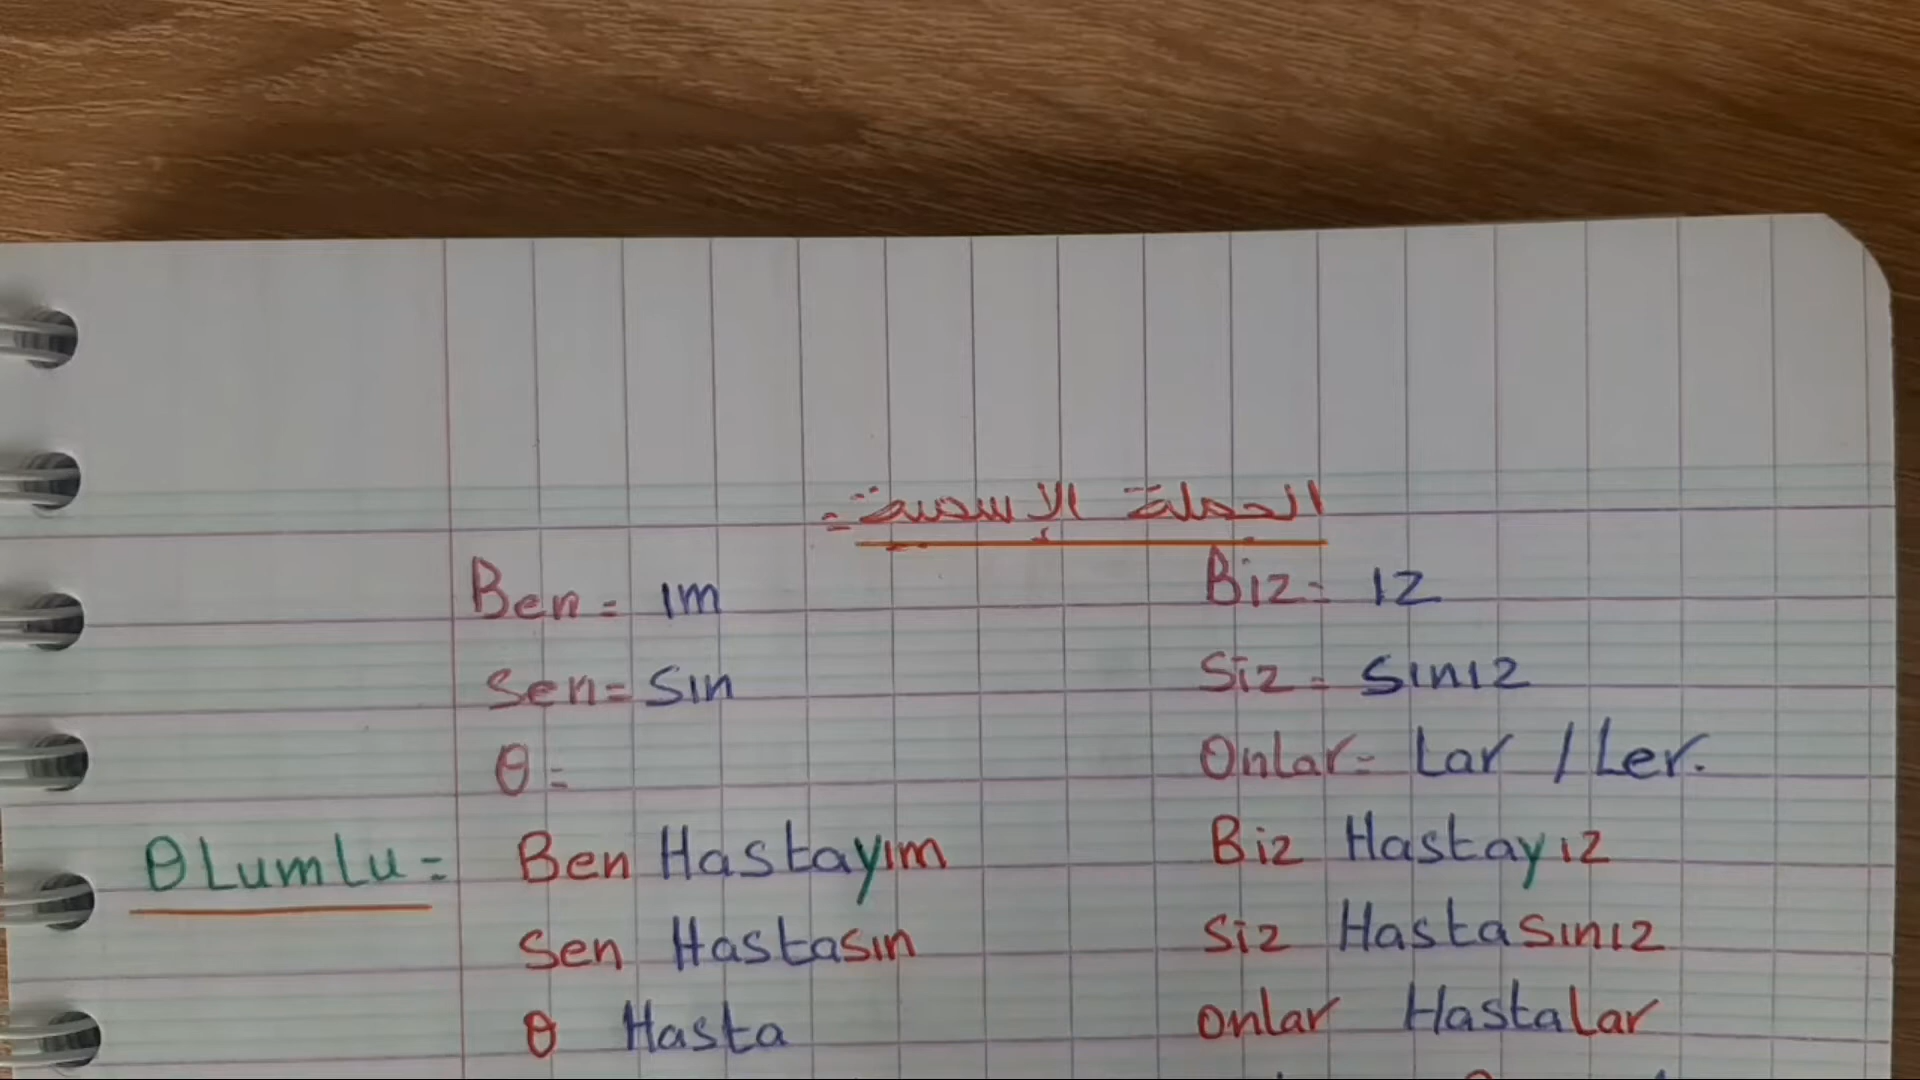 الجملة الإسمية:
Ben = ım Biz = ız
Sen = Sın Siz = Sınız
O = Onlar = Lar / Ler.
OLumLu = Ben Hastayım Biz Hastayız
Sen Hastasın Siz Hastasınız
O Hasta onlar Hastalar